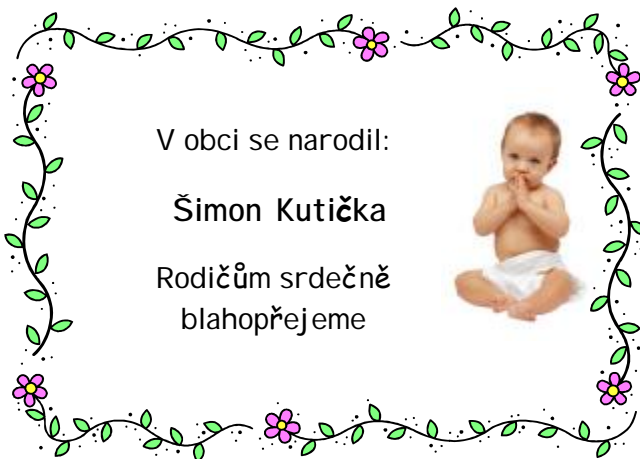 V obci se narodil:
Šimon Kutička
Rodičům srdečně
blahopřejeme